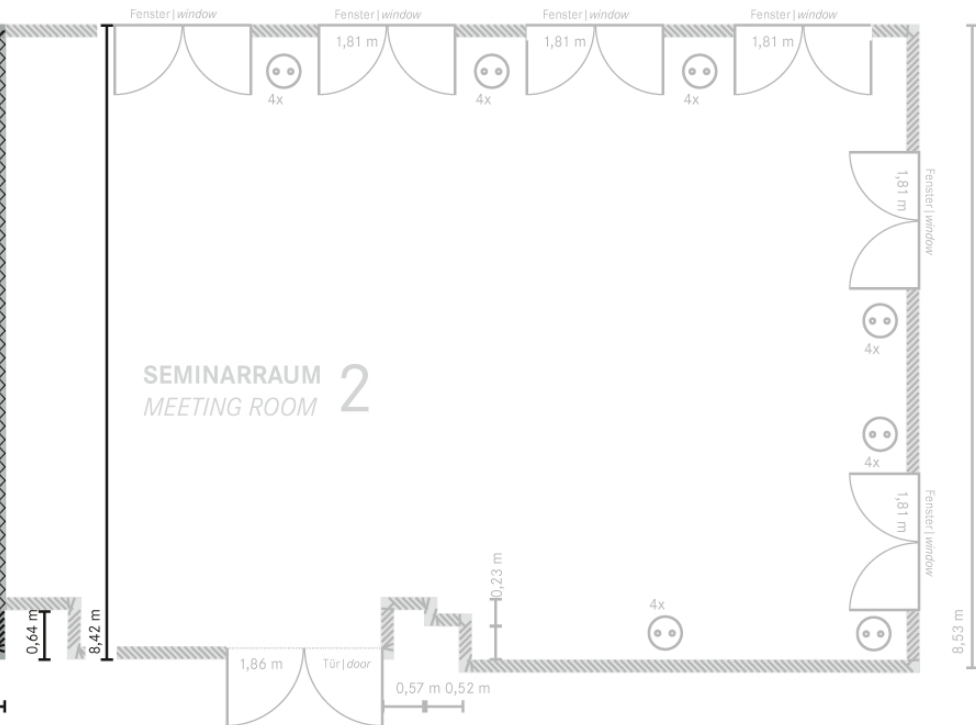 Fenster | window
Fenster | window
Fenster | window
Fenster | window
1,81 m
1,81 m
1,81 m
4x
4x
4x
1,81 m
Fenster | window
4x
SEMINARRAUM 2
MEETING ROOM
4x
1,81 m
Fenster | window
0,23 m
4x
0,64 m
8,42 m
8,53 m
1,86 m
Tür | door
0,57 m 0,52 m